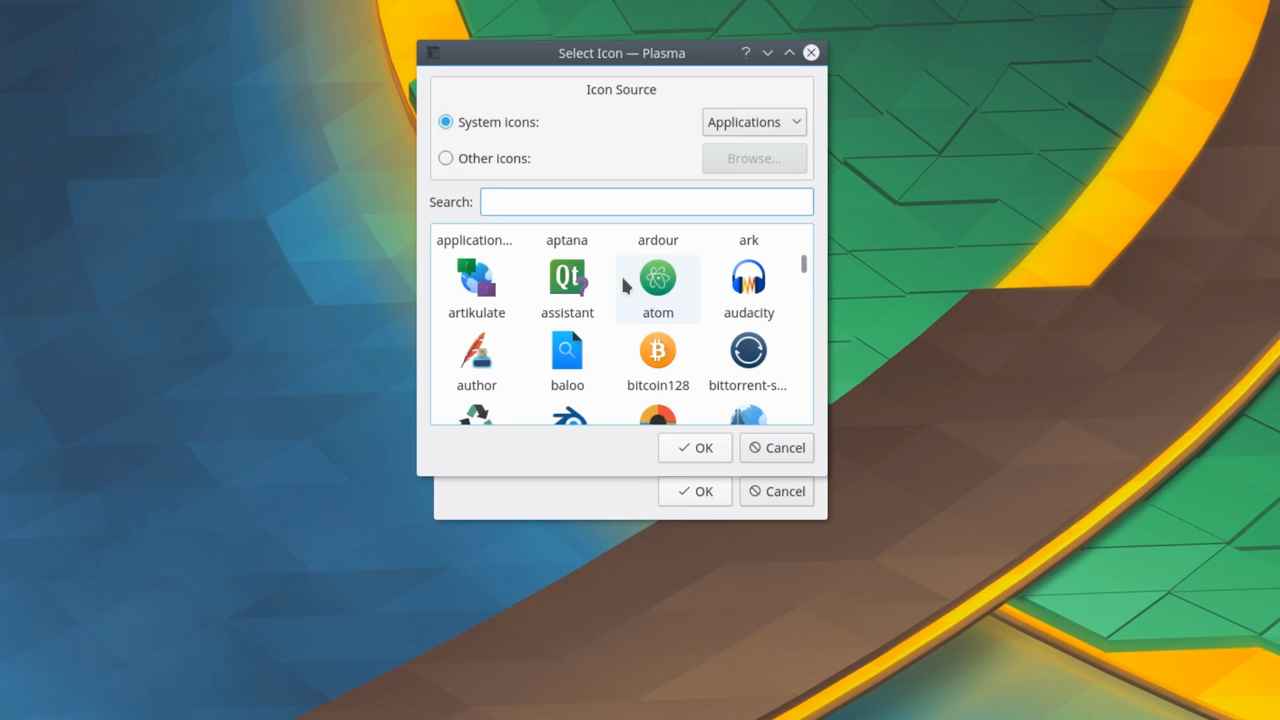 Select Icon — Plasma
Icon Source
System icons:
Applications
Other icons:
Browse...
Search:
application... aptana ardour ark
Qt
artikulate assistant atom audacity
author baloo bitcoin128 bittorrent-s...
OK Cancel
OK Cancel